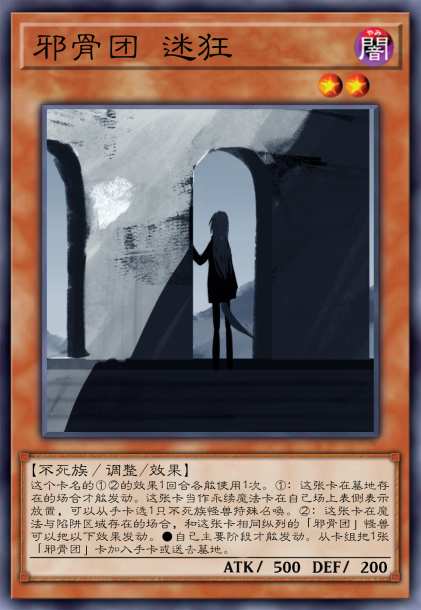 邪骨团 迷狂
やみ
闇
【不死族/调整/效果】
这个卡名的①②的效果1回合各能使用1次。①：这张卡在墓地存
在的场合才能发动。这张卡当作永续魔法卡在自己场上表侧表示
放置，可以从手卡选1只不死族怪兽特殊召唤。②：这张卡在魔
法与陷阱区域存在的场合，和这张卡相同纵列的「邪骨团」怪兽
可以把以下效果发动。●自己主要阶段才能发动。从卡组把1张
「邪骨团」卡加入手卡或送去墓地。
ATK/ 500 DEF/ 200